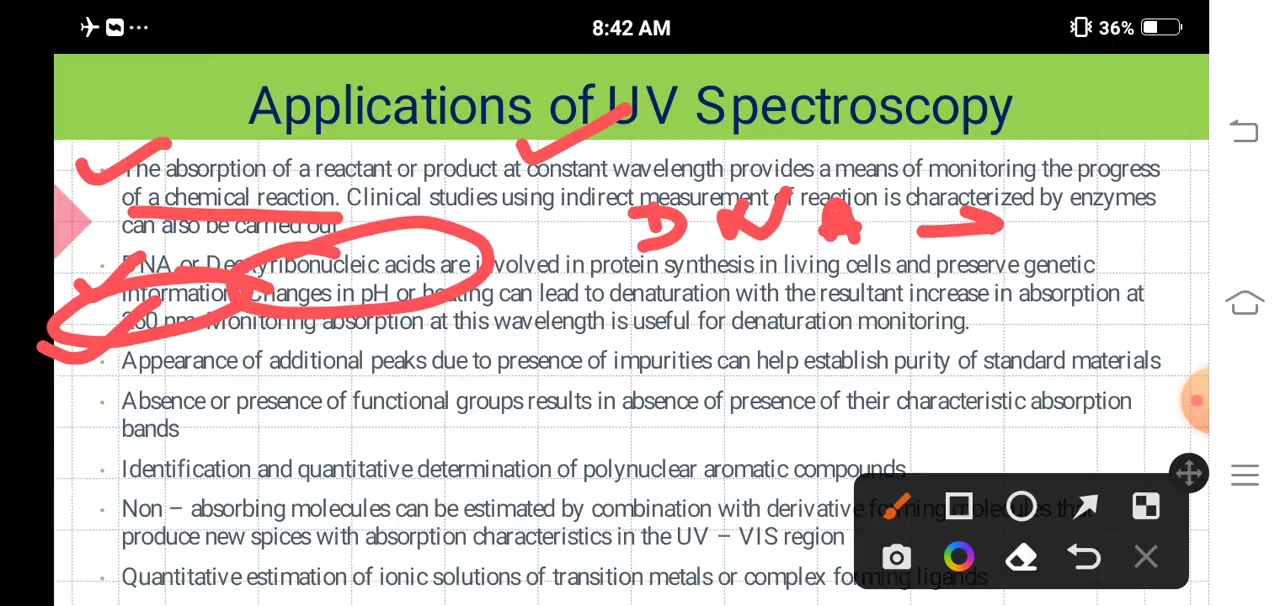 8:42 AM
36%
Applications of UV Spectroscopy
The absorption of a reactant or product at constant wavelength provides a means of monitoring the progress
of a chemical reaction. Clinical studies using indirect measurement of reaction is characterized by enzymes
can also be carried out
DNA →
DNA or Deoxyribonucleic acids are involved in protein synthesis in living cells and preserve genetic
information. Changes in pH or heating can lead to denaturation with the resultant increase in absorption at
260 nm. Monitoring absorption at this wavelength is useful for denaturation monitoring.
Appearance of additional peaks due to presence of impurities can help establish purity of standard materials
Absence or presence of functional groups results in absence of presence of their characteristic absorption
bands
Identification and quantitative determination of polynuclear aromatic compounds
Non – absorbing molecules can be estimated by combination with derivative forming molecules that
produce new spices with absorption characteristics in the UV – VIS region
Quantitative estimation of ionic solutions of transition metals or complex forming ligands